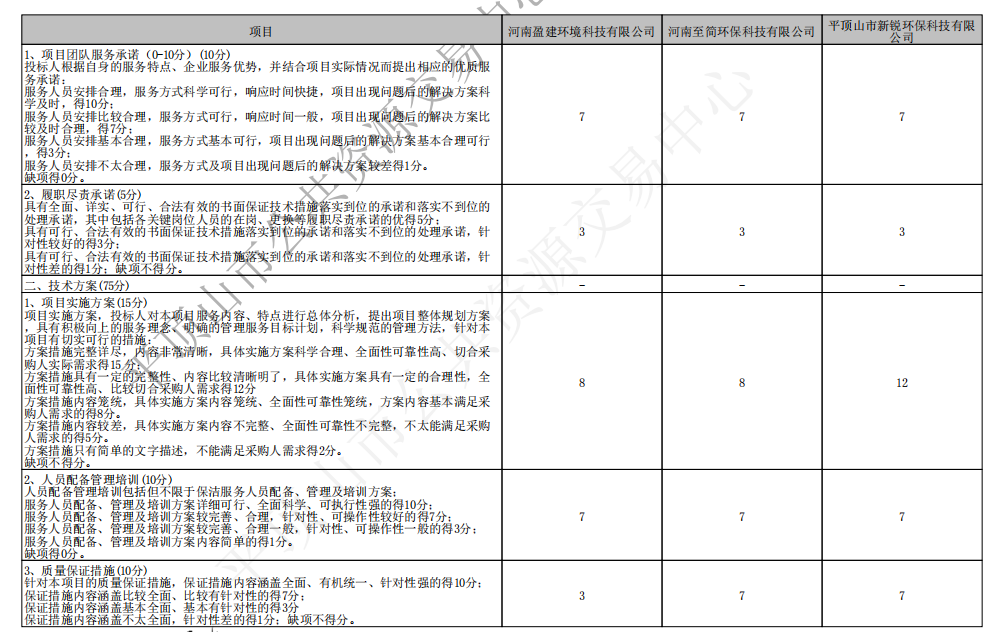 项目
河南盈建环境科技有限公司
河南至简环保科技有限公司
平顶山市新锐环保科技有限
公司
1、项目团队服务承诺（0-10分）(10分)
投标人根据自身的服务特点、企业服务优势，并结合项目实际情况而提出相应的优质服
务承诺：
服务人员安排合理，服务方式科学可行，响应时间快捷，项目出现问题后的解决方案科
学及时，得10分；
服务人员安排比较合理，服务方式可行，响应时间一般，项目出现问题后的解决方案比
较及时合理，得7分；
服务人员安排基本合理，服务方式基本可行，项目出现问题后的解决方案基本合理可行
，得3分；
服务人员安排不太合理，服务方式及项目出现问题后的解决方案较差得1分。
缺项得0分。
7
7
7
2、履职尽责承诺(5分)
具有全面、详实、可行、合法有效的书面保证技术措施落实到位的承诺和落实不到位的
处理承诺，其中包括各关键岗位人员的在岗、更换等履职尽责承诺的优得5分；
具有可行、合法有效的书面保证技术措施落实到位的承诺和落实不到位的处理承诺，针
对性较好的得3分；
具有可行、合法有效的书面保证技术措施落实到位的承诺和落实不到位的处理承诺，针
对性差的得1分；缺项不得分。
3
3
3
二、技术方案(75分)
-
-
-
1、项目实施方案(15分)
项目实施方案，投标人对本项目服务内容、特点进行总体分析，提出项目整体规划方案
，具有积极向上的服务理念、明确的管理服务目标计划，科学规范的管理方法，针对本
项目有切实可行的措施：
方案措施完整详尽，内容非常清晰，具体实施方案科学合理、全面性可靠性高、切合采
购人实际需求得15分；
方案措施具有一定的完整性、内容比较清晰明了，具体实施方案具有一定的合理性，全
面性可靠性高、比较切合采购人需求得12分
方案措施内容笼统，具体实施方案内容笼统、全面性可靠性笼统，方案内容基本满足采
购人需求的得8分。
方案措施内容较差，具体实施方案内容不完整、全面性可靠性不完整，不太能满足采购
人需求的得5分。
方案措施只有简单的文字描述，不能满足采购人需求得2分。
缺项不得分。
8
8
12
2、人员配备管理培训(10分)
人员配备管理培训包括但不限于保洁服务人员配备、管理及培训方案；
服务人员配备、管理及培训方案详细可行、全面科学、可执行性强的得10分；
服务人员配备、管理及培训方案较完善、合理，针对性、可操作性较好的得7分；
服务人员配备、管理及培训方案较完善、合理一般，针对性、可操作性一般的得3分；
服务人员配备、管理及培训方案内容简单的得1分。
缺项得0分。
7
7
7
3、质量保证措施(10分)
针对本项目的质量保证措施，保证措施内容涵盖全面、有机统一、针对性强的得10分；
保证措施内容涵盖比较全面、比较有针对性的得7分；
保证措施内容涵盖基本全面、基本有针对性的得3分
保证措施内容涵盖不太全面，针对性差的得1分；缺项不得分。
3
7
7
平顶山市公共资源交易中心
平顶山市公共资源交易中心